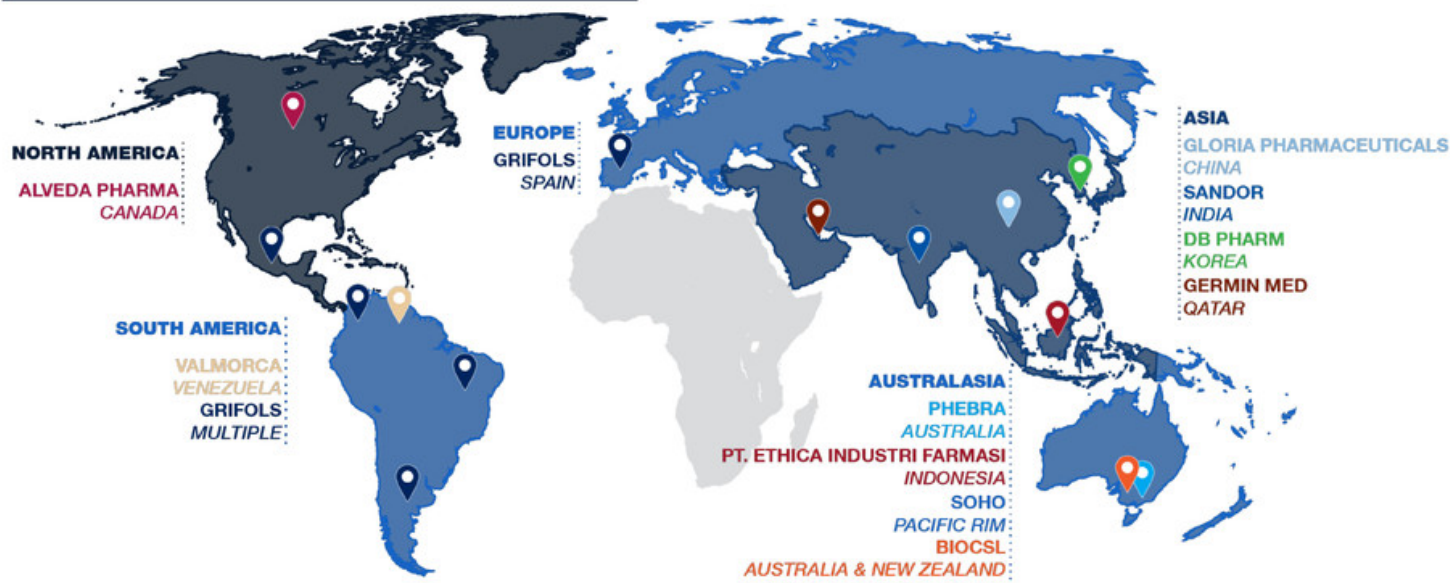 NORTH AMERICA
ALVEDA PHARMA
CANADA
SOUTH AMERICA
VALMORCA
VENEZUELA
GRIFOLS
MULTIPLE
EUROPE
GRIFOLS
SPAIN
ASIA
GLORIA PHARMACEUTICALS
CHINA
SANDOR
INDIA
DB PHARM
KOREA
GERMIN MED
QATAR
AUSTRALASIA
PHEBRA
AUSTRALIA
PT. ETHICA INDUSTRI FARMASI
INDONESIA
SOHO
PACIFIC RIM
BIOCSL
AUSTRALIA & NEW ZEALAND